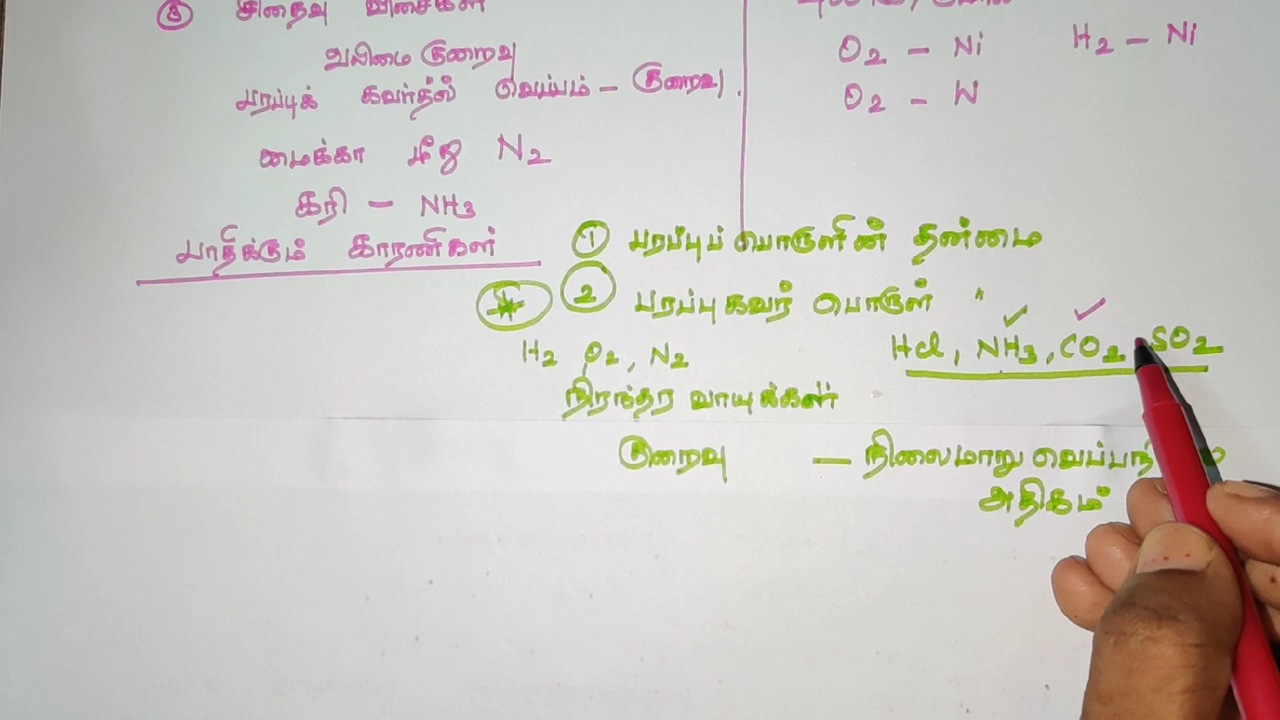 ③ சிதைவு விசைகள்
வலிமை குறைவு
பரப்புக் கவர்தல் வெப்பம் – குறைவு.
மைக்கா மீது N₂
கரி – NH₃
O₂ – Ni H₂ – Ni
O₂ – W
பாதிக்கும் காரணிகள்
① பரப்புப் பொருளின் தன்மை
② பரப்பு கவர் பொருள் "
H₂ O₂, N₂ HCl, NH₃, CO₂ SO₂
நிரந்தர வாயுக்கள்
குறைவு – நிலைமாறு
அதிகம்